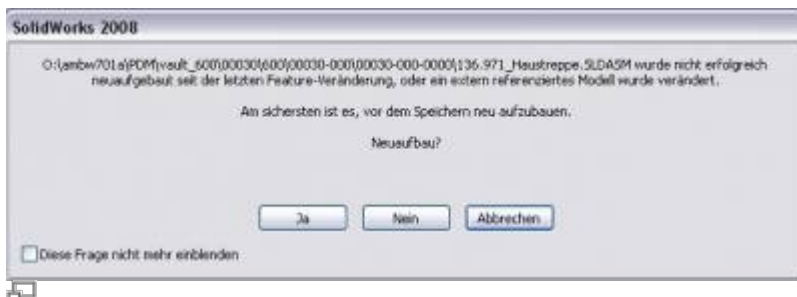 SolidWorks 2008
O:\ambw701a\PDM\vault_600\00030\600\00030-000\00030-000-0000\136.971_Haustreppe.SLDASM wurde nicht erfolgreich
neuaufgebaut seit der letzten Feature-Veränderung, oder ein extern referenziertes Modell wurde verändert.
Am sichersten ist es, vor dem Speichern neu aufzubauen.
Neuaufbau?
Ja Nein Abbrechen
Diese Frage nicht mehr einblenden